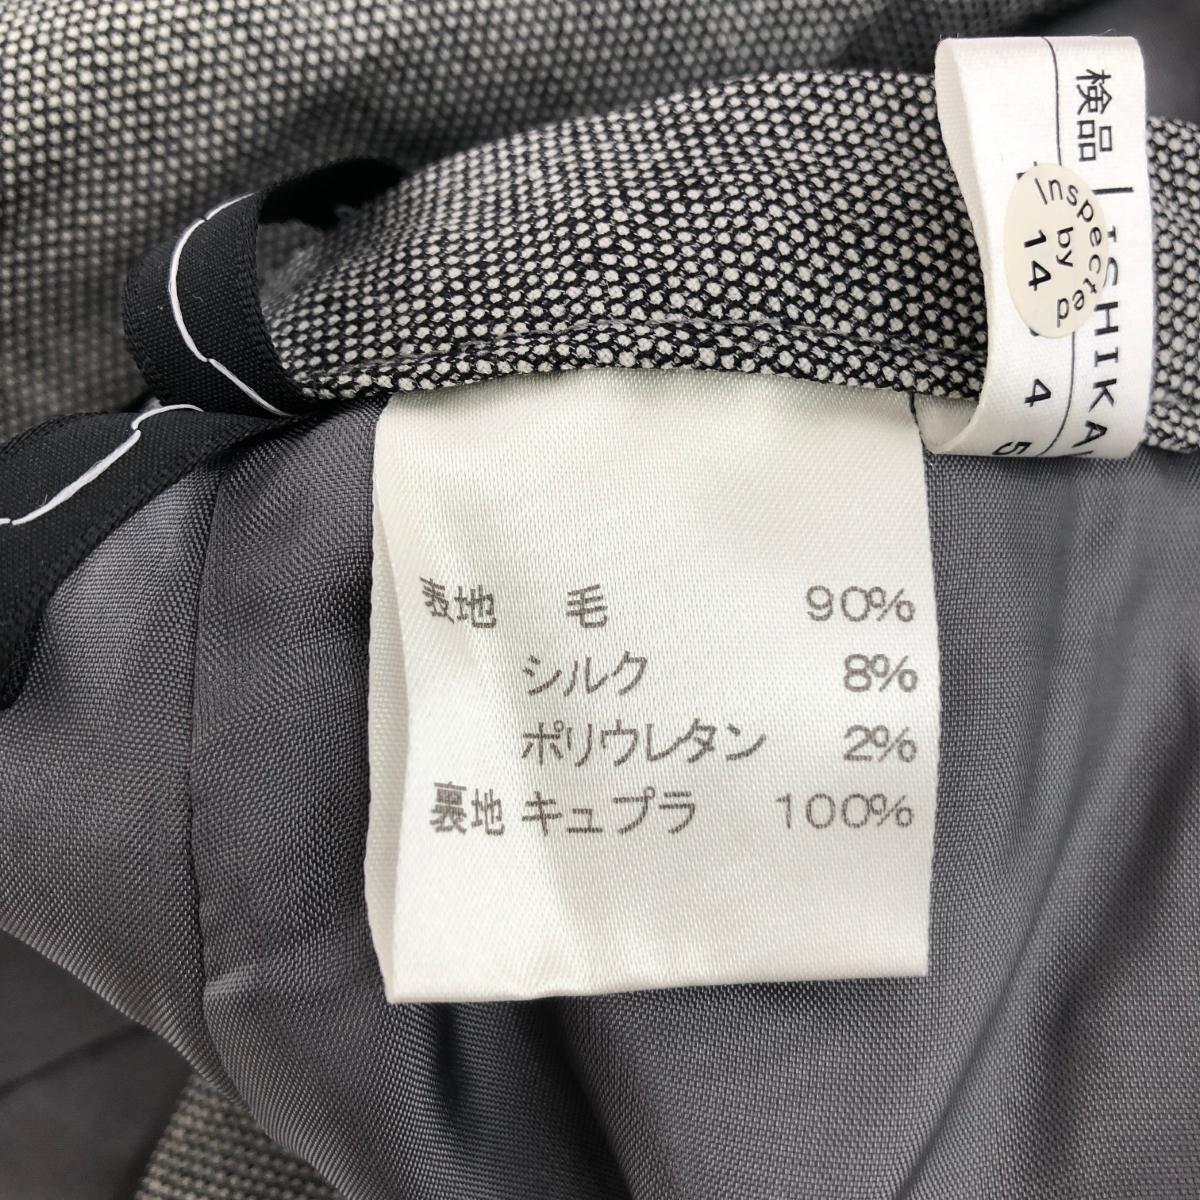 表地 毛 90%
シルク 8%
ポリウレタン 2%
裏地 キュプラ 100%
検品
Inspected
by
14
4
5